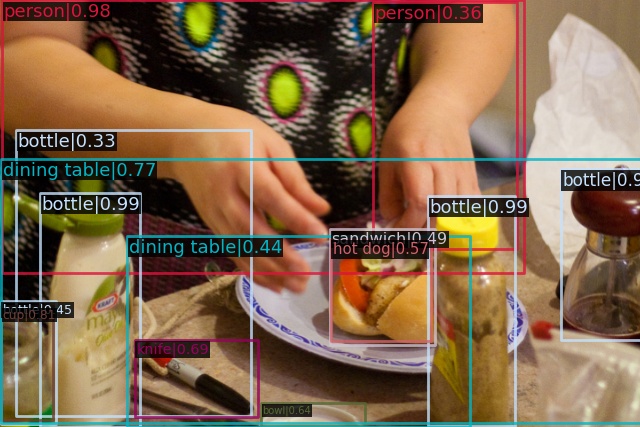 person|0.98
person|0.36
bottle|0.33
dining table|0.77
bottle|0.9
bottle|0.99
bottle|0.99
sandwich|0.49
dining table|0.44
hot dog|0.57
bottle|0.45
cup|0.81
KRAFT
mayo
knife|0.69
bowl|0.64